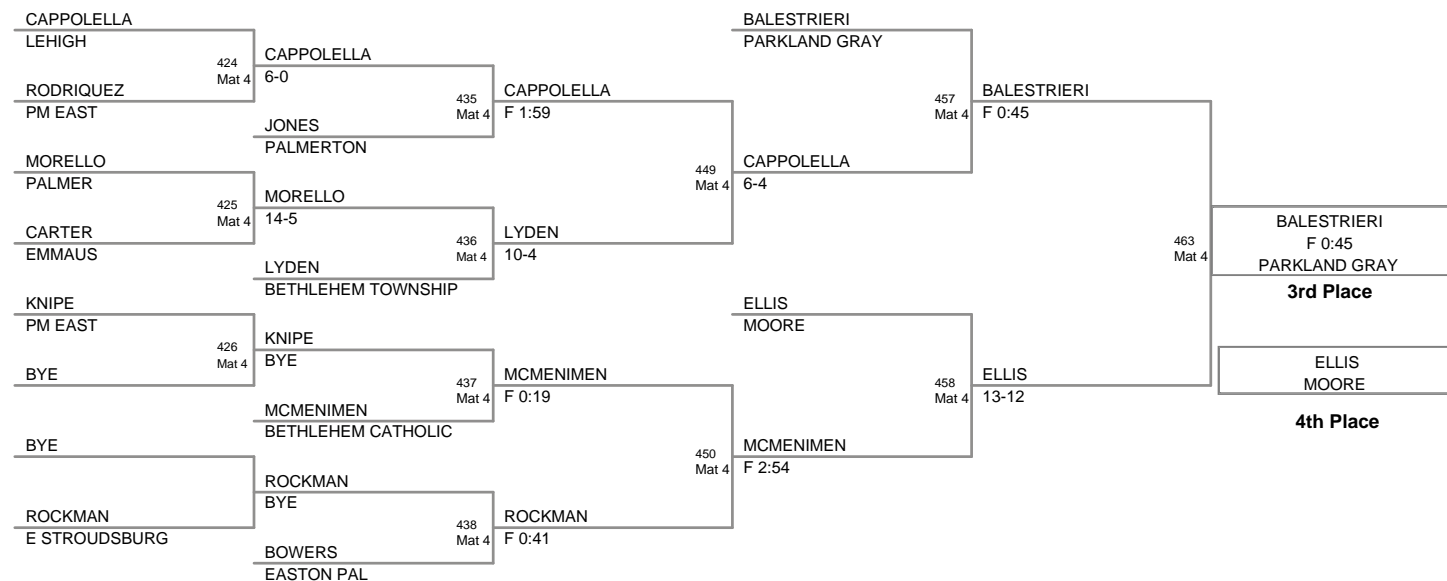 CAPPOLELLA
LEHIGH
424
Mat 4
RODRIQUEZ
PM EAST
MORELLO
PALMER
425
Mat 4
CARTER
EMMAUS
KNIPE
PM EAST
426
Mat 4
BYE
BYE
ROCKMAN
E STROUDSBURG
CAPPOLELLA
6-0
435
Mat 4
JONES
PALMERTON
MORELLO
14-5
436
Mat 4
LYDEN
BETHLEHEM TOWNSHIP
KNIPE
BYE
437
Mat 4
MCMENIMEN
BETHLEHEM CATHOLIC
ROCKMAN
BYE
438
Mat 4
BOWERS
EASTON PAL
CAPPOLELLA
F 1:59
449
Mat 4
LYDEN
10-4
MCMENIMEN
F 0:19
450
Mat 4
ROCKMAN
F 0:41
BALESTRIERI
PARKLAND GRAY
457
Mat 4
CAPPOLELLA
6-4
ELLIS
MOORE
458
Mat 4
MCMENIMEN
F 2:54
BALESTRIERI
F 0:45
463
Mat 4
ELLIS
13-12
BALESTRIERI
F 0:45
PARKLAND GRAY
3rd Place
ELLIS
MOORE
4th Place